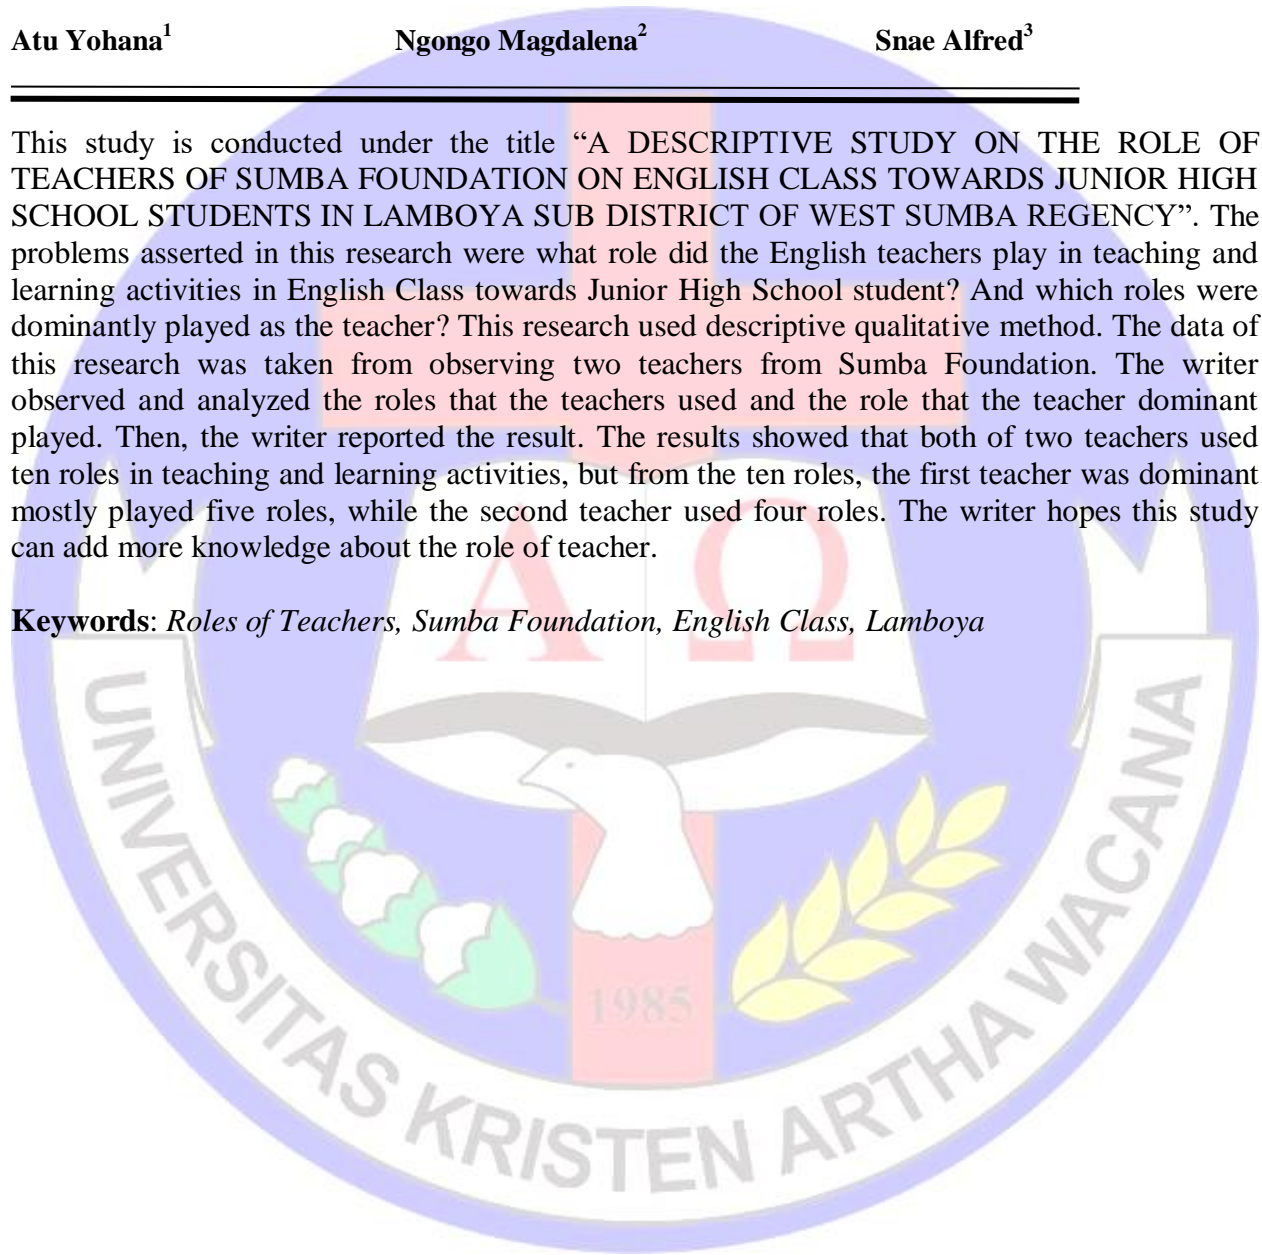 Atu Yohana1 Ngongo Magdalena2 Snae Alfred3
This study is conducted under the title “A DESCRIPTIVE STUDY ON THE ROLE OF
TEACHERS OF SUMBA FOUNDATION ON ENGLISH CLASS TOWARDS JUNIOR HIGH
SCHOOL STUDENTS IN LAMBOYA SUB DISTRICT OF WEST SUMBA REGENCY”. The
problems asserted in this research were what role did the English teachers play in teaching and
learning activities in English Class towards Junior High School student? And which roles were
dominantly played as the teacher? This research used descriptive qualitative method. The data of
this research was taken from observing two teachers from Sumba Foundation. The writer
observed and analyzed the roles that the teachers used and the role that the teacher dominant
played. Then, the writer reported the result. The results showed that both of two teachers used
ten roles in teaching and learning activities, but from the ten roles, the first teacher was dominant
mostly played five roles, while the second teacher used four roles. The writer hopes this study
can add more knowledge about the role of teacher.
Keywords: Roles of Teachers, Sumba Foundation, English Class, Lamboya
Α Ω
1985
UNIVERSITAS KRISTEN ARTHA WACANA